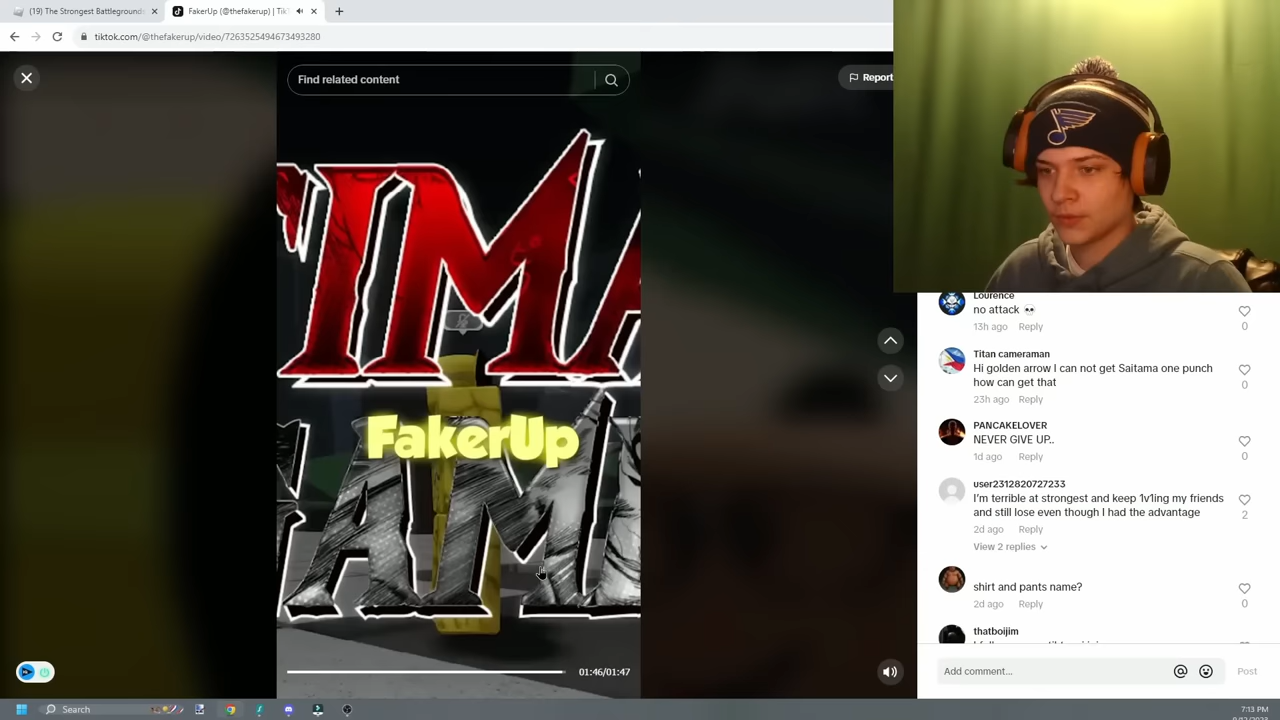 (19) The Strongest Battleground
FakerUp (@thefakerup) | Tik
tiktok.com/@thefakerup/video/7263525494673493280
Find related content
Report
TIMA
FakerUp
GAME
01:46/01:47
Lourence
no attack 💀
13h ago Reply
0
Titan cameraman
Hi golden arrow I can not get Saitama one punch
how can get that
23h ago Reply
0
PANCAKELOVER
NEVER GIVE UP..
1d ago Reply
0
user2312820727233
I'm terrible at strongest and keep 1v1ing my friends
and still lose even though I had the advantage
2d ago Reply
2
View 2 replies
shirt and pants name?
2d ago Reply
0
thatboijim
Add comment...
Post
Search
7:13 PM